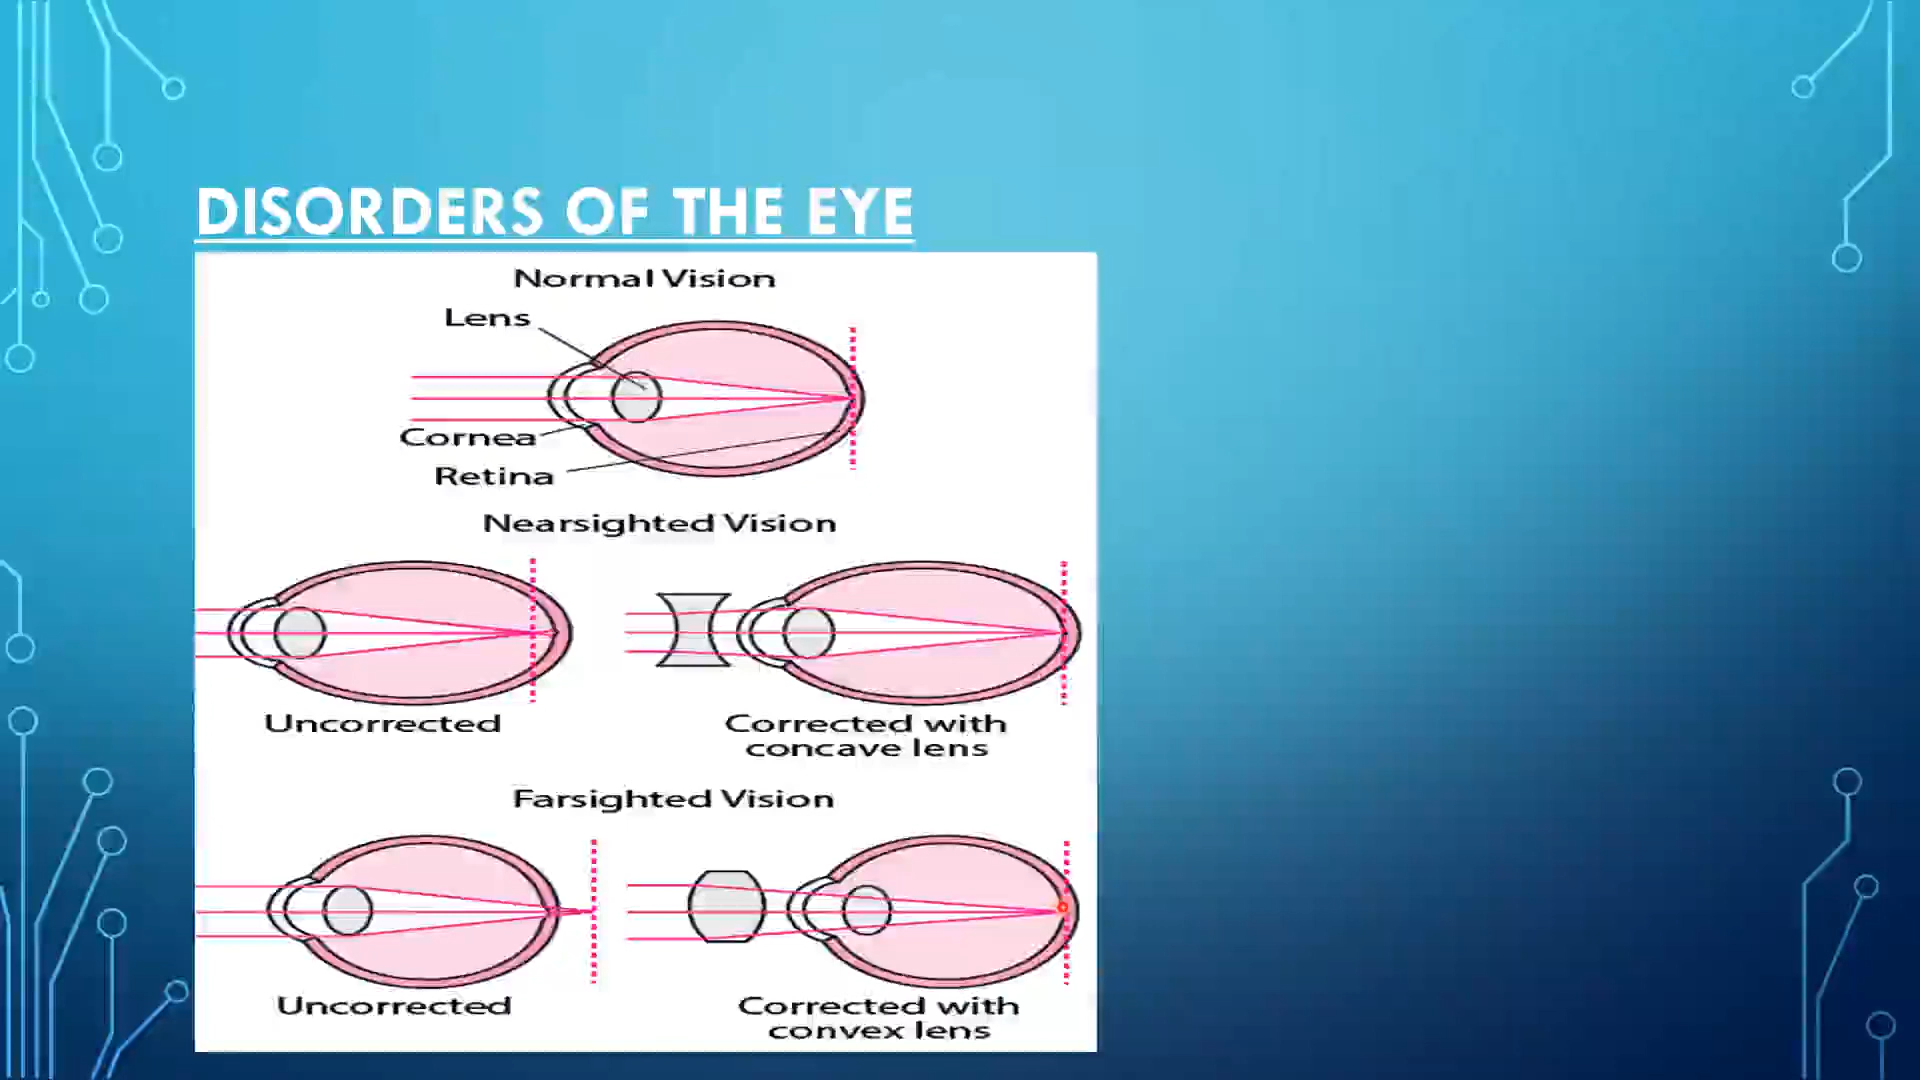 DISORDERS OF THE EYE
Normal Vision
Lens
Cornea
Retina
Nearsighted Vision
Uncorrected
Corrected with
concave lens
Farsighted Vision
Uncorrected
Corrected with
convex lens